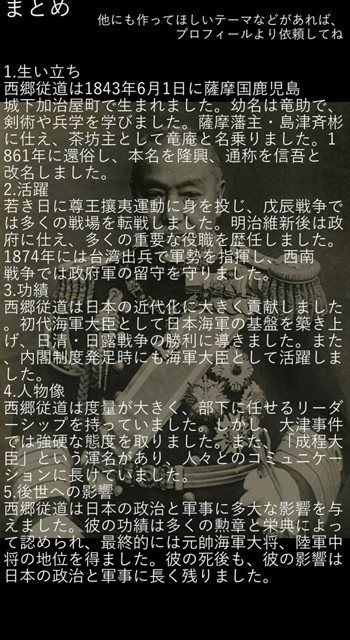 まとめ
他にも作ってほしいテーマなどがあれば、
プロフィールより依頼してね
1.生い立ち
西郷従道は1843年6月1日に薩摩国鹿児島
城下加治屋町で生まれました。幼名は竜助で、
剣術や兵学を学びました。薩摩藩主・島津斉彬
に仕え、茶坊主として竜庵と名乗りました。1
861年に還俗し、本名を隆興、通称を信吾と
改名しました。
2.活躍
若き日に尊王攘夷運動に身を投じ、戊辰戦争で
は多くの戦場を転戦しました。明治維新後は政
府に仕え、多くの重要な役職を歴任しました。
1874年には台湾出兵で軍勢を指揮し、西南
戦争では政府軍の留守を守りました。
3.功績
西郷従道は日本の近代化に大きく貢献しました
。初代海軍大臣として日本海軍の基盤を築き上
げ、日清・日露戦争の勝利に導きました。また
、内閣制度発足時にも海軍大臣として活躍しま
した。
4.人物像
西郷従道は度量が大きく、部下に任せるリーダ
ーシップを持っていました。しかし、大津事件
では強硬な態度を取りました。また、「成程大
臣」という渾名があり、人々とのコミュニケー
ションに長けていました。
5.後世への影響
西郷従道は日本の政治と軍事に多大な影響を与
えました。彼の功績は多くの勲章と栄典によっ
て認められ、最終的には元帥海軍大将、陸軍中
将の地位を得ました。彼の死後も、彼の影響は
日本の政治と軍事に長く残りました。